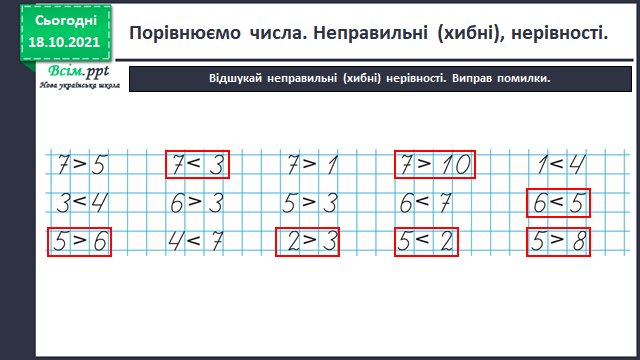 Сьогодні
18.10.2021
Всім.ppt
Нова українська школа
Порівнюємо числа. Неправильні (хибні), нерівності.
Відшукай неправильні (хибні) нерівності. Виправ помилки.
7 > 5 7 < 3 7 > 1 7 > 10 1 < 4
3 < 4 6 > 3 5 > 3 6 < 7 6 < 5
5 > 6 4 < 7 2 > 3 5 < 2 5 > 8